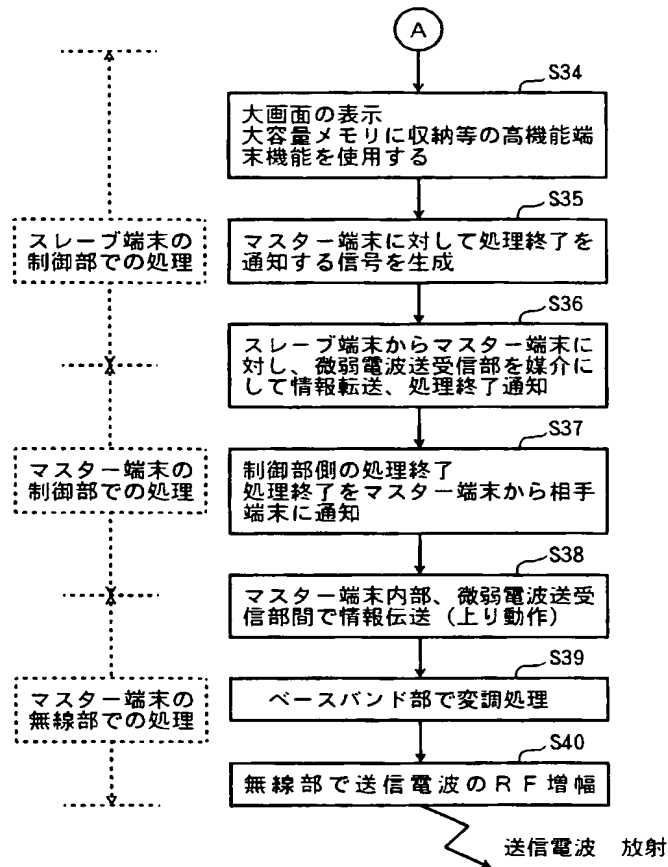 A
S34
大画面の表示
大容量メモリに収納等の高機能端
末機能を使用する
S35
スレーブ端末の
制御部での処理
マスター端末に対して処理終了を
通知する信号を生成
S36
スレーブ端末からマスター端末に
対し、微弱電波送受信部を媒介に
して情報転送、処理終了通知
S37
マスター端末の
制御部での処理
制御部側の処理終了
処理終了をマスター端末から相手
端末に通知
S38
マスター端末内部、微弱電波送受
信部間で情報伝送（上り動作）
S39
マスター端末の
無線部での処理
ベースバンド部で変調処理
S40
無線部で送信電波のＲＦ増幅
送信電波　放射